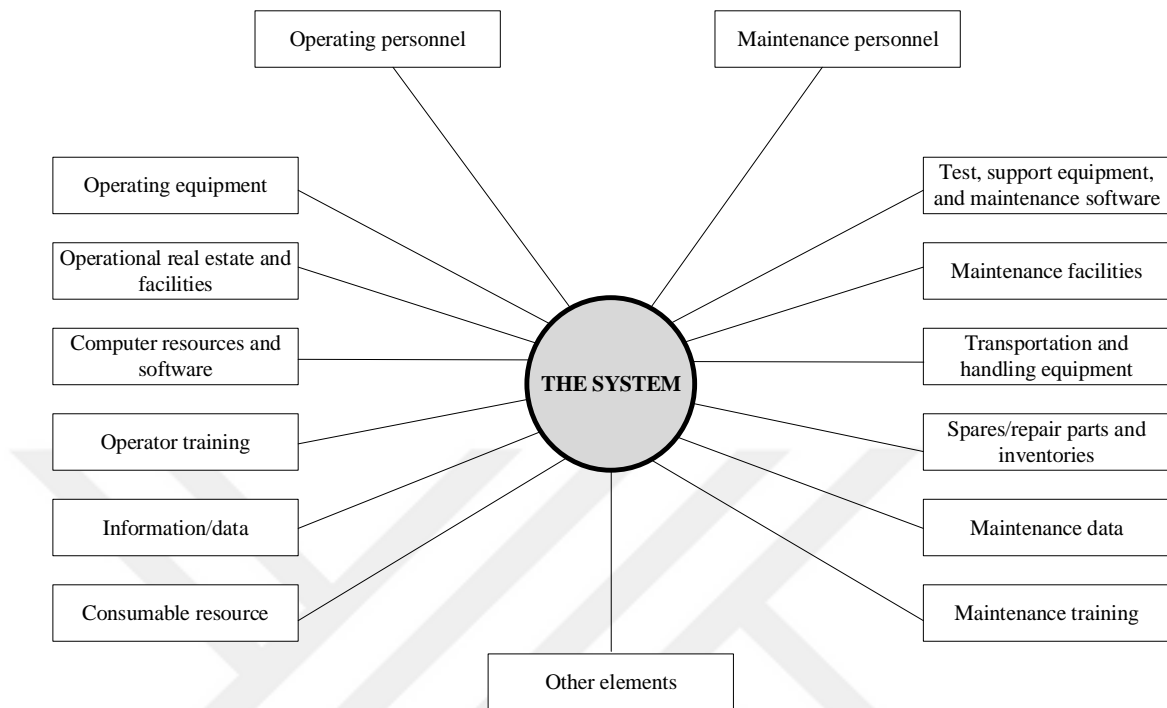 Operating personnel
Maintenance personnel
Operating equipment
Test, support equipment,
and maintenance software
Operational real estate and
facilities
Maintenance facilities
Computer resources and
software
Transportation and
handling equipment
THE SYSTEM
Operator training
Spares/repair parts and
inventories
Information/data
Maintenance data
Consumable resource
Maintenance training
Other elements